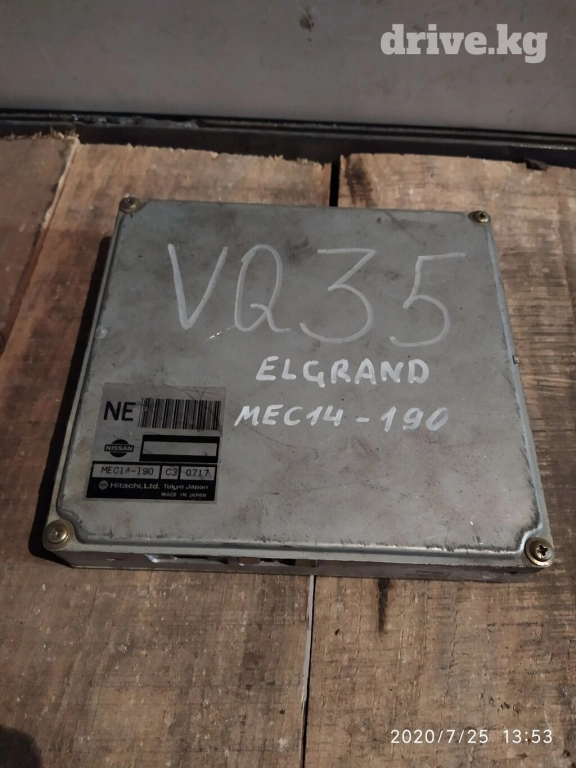 drive.kg
VQ35
ELGRAND
MEC14-190
NE
NISSAN
MEC14-190 C3 0717
Hitachi, Ltd. Tokyo Japan
MADE IN JAPAN
2020/7/25 13:53